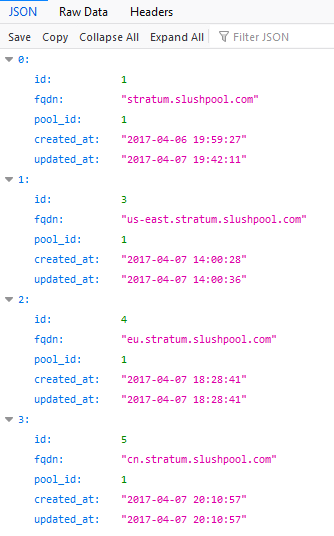 JSON Raw Data Headers
Save Copy Collapse All Expand All Filter JSON
0:
id: 1
fqdn: "stratum.slushpool.com"
pool_id: 1
created_at: "2017-04-06 19:59:27"
updated_at: "2017-04-07 19:42:11"
1:
id: 3
fqdn: "us-east.stratum.slushpool.com"
pool_id: 1
created_at: "2017-04-07 14:00:28"
updated_at: "2017-04-07 14:00:36"
2:
id: 4
fqdn: "eu.stratum.slushpool.com"
pool_id: 1
created_at: "2017-04-07 18:28:41"
updated_at: "2017-04-07 18:28:41"
3:
id: 5
fqdn: "cn.stratum.slushpool.com"
pool_id: 1
created_at: "2017-04-07 20:10:57"
updated_at: "2017-04-07 20:10:57"